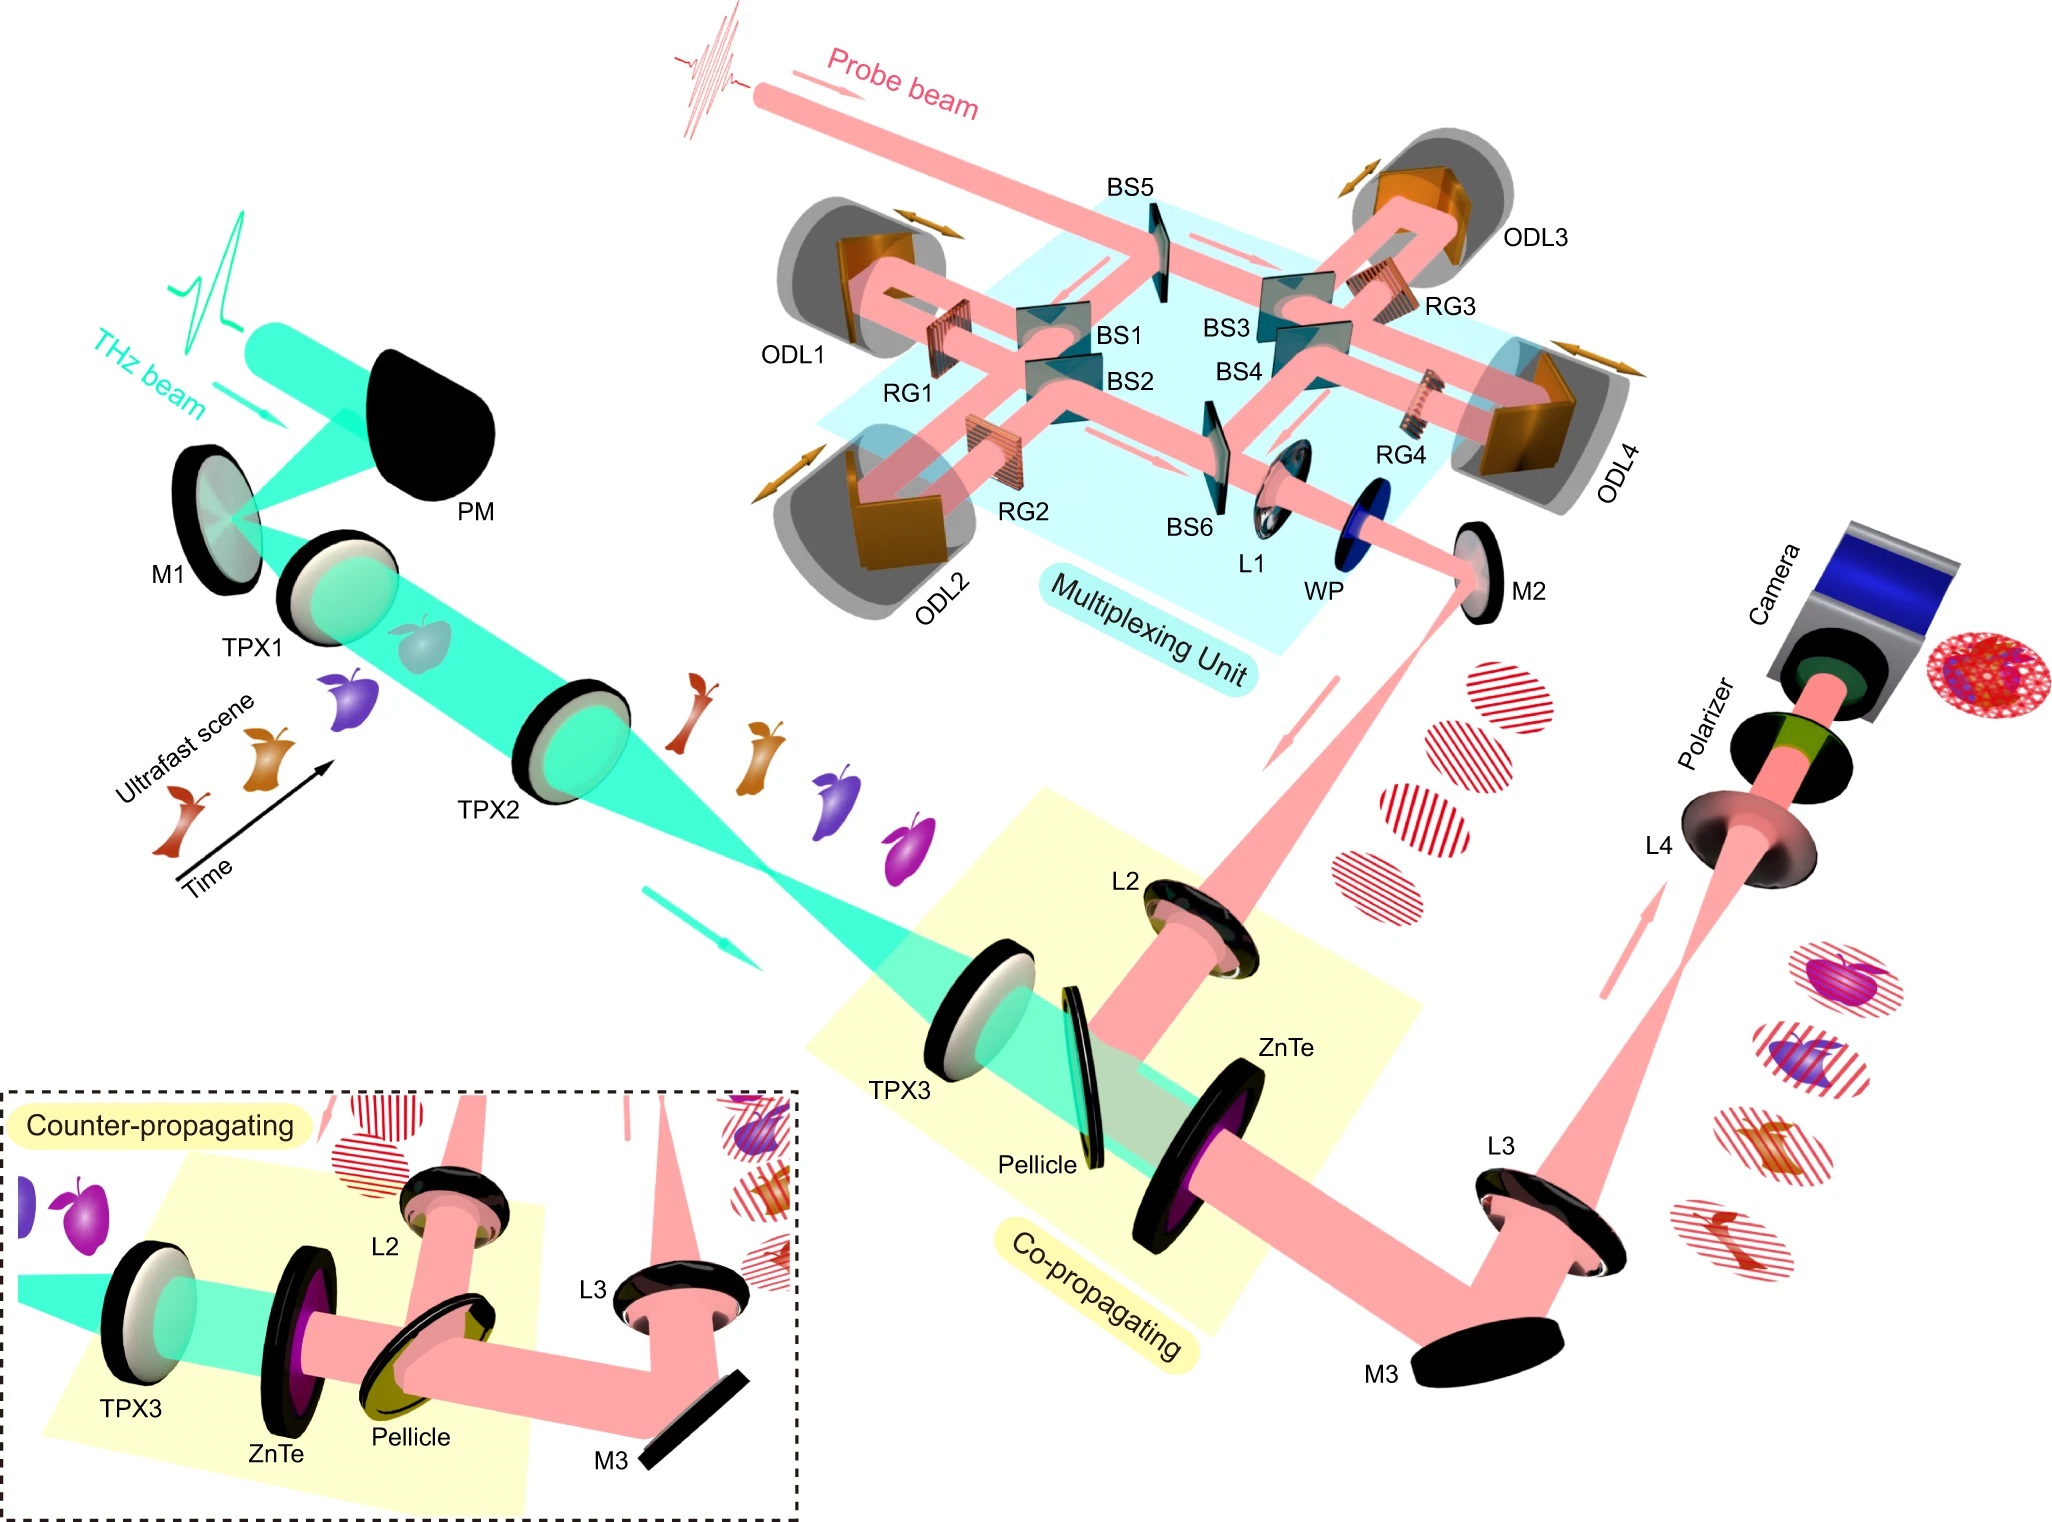 Probe beam
BS5
ODL3
RG3
BS3
BS1
ODL1
BS4
BS2
RG1
THz beam
RG4
ODL4
PM
RG2
BS6
L1
WP
M2
M1
ODL2
Multiplexing Unit
Camera
TPX1
Ultrafast scene
Time
TPX2
Polarizer
L4
L2
ZnTe
TPX3
Pellicle
L3
Co-propagating
M3
Counter-propagating
L2
L3
TPX3
ZnTe
Pellicle
M3